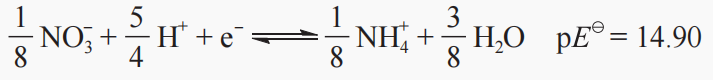 1/8 NO₃⁻ + 5/4 H⁺ + e⁻ ⇌ 1/8 NH₄⁺ + 3/8 H₂O pE⊖ = 14.90